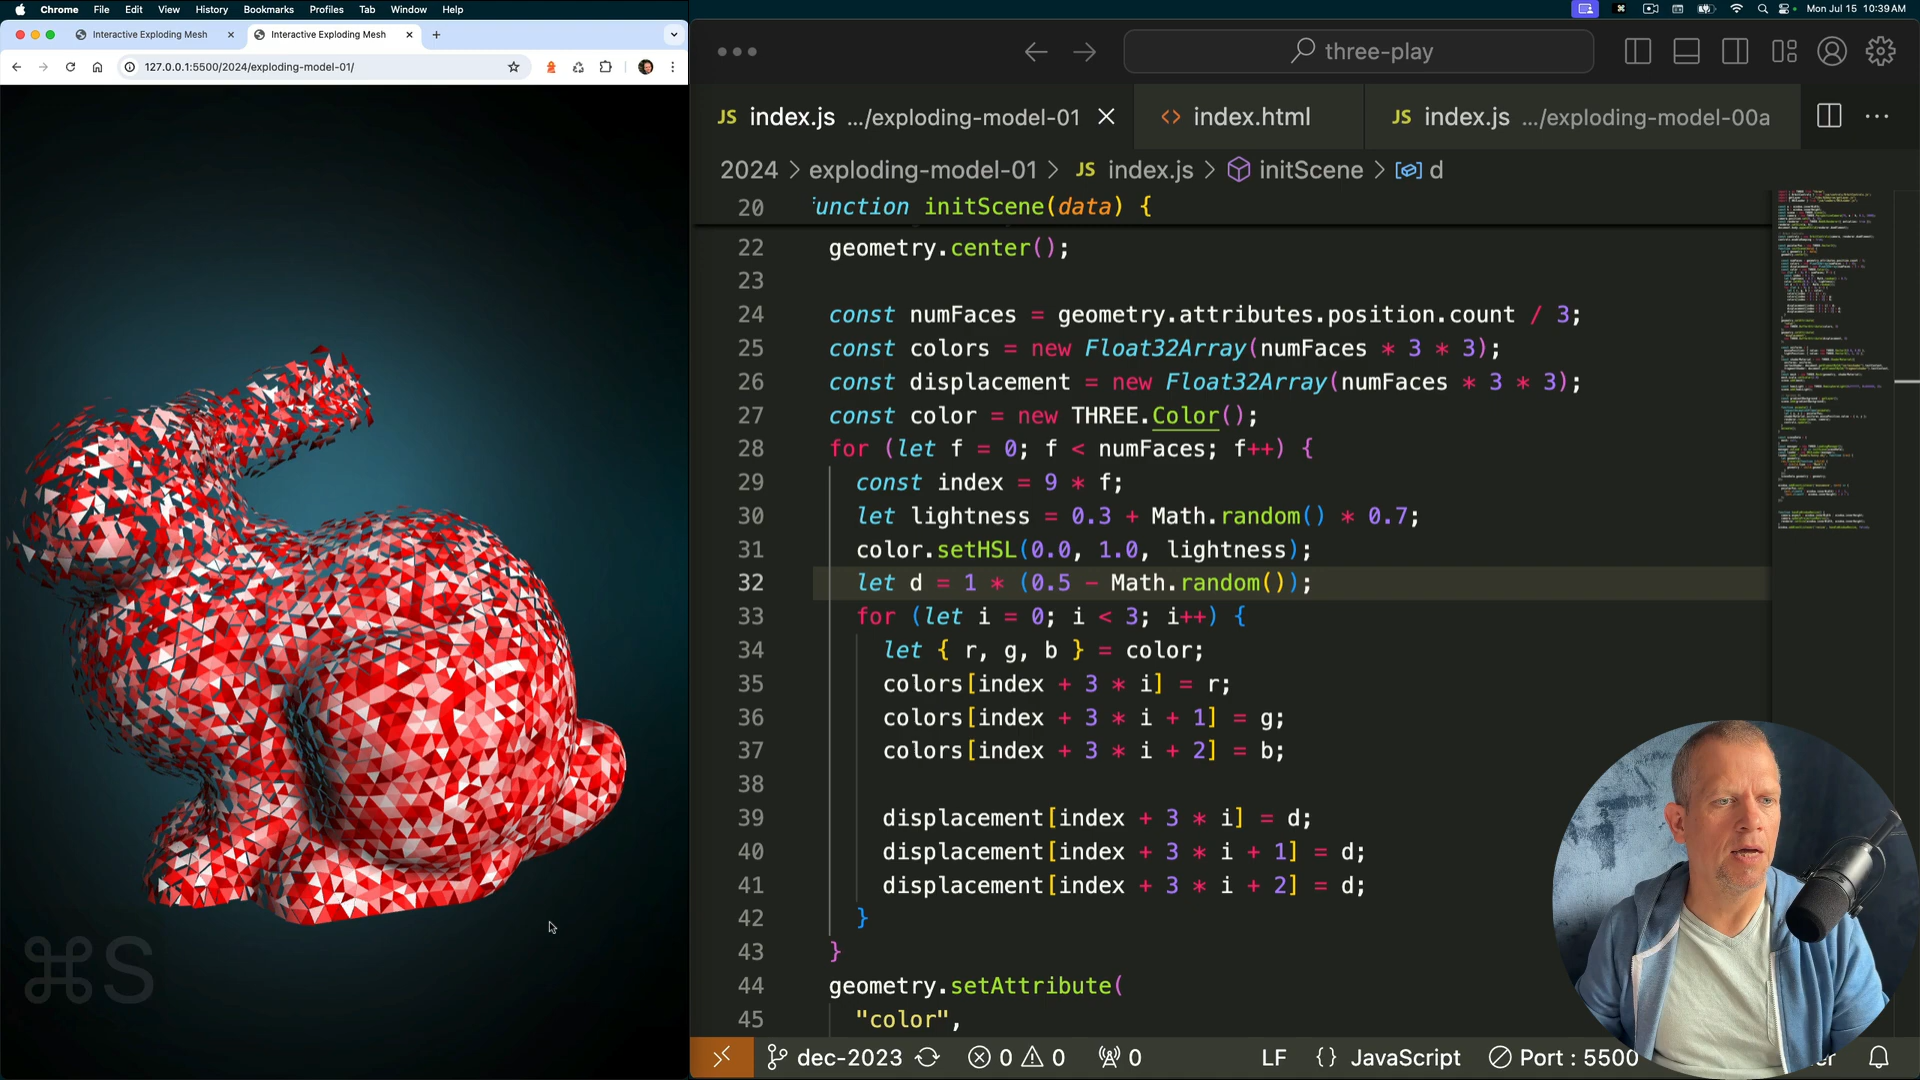 Chrome File Edit View History Bookmarks Profiles Tab Window Help
Mon Jul 15 10:39 AM
Interactive Exploding Mesh
Interactive Exploding Mesh
127.0.0.1:5500/2024/exploding-model-01/
three-play
JS index.js .../exploding-model-01
index.html
JS index.js .../exploding-model-00a
2024 > exploding-model-01 > JS index.js > initScene > d
20 function initScene(data) {
22 geometry.center();
23
24 const numFaces = geometry.attributes.position.count / 3;
25 const colors = new Float32Array(numFaces * 3 * 3);
26 const displacement = new Float32Array(numFaces * 3 * 3);
27 const color = new THREE.Color();
28 for (let f = 0; f < numFaces; f++) {
29 const index = 9 * f;
30 let lightness = 0.3 + Math.random() * 0.7;
31 color.setHSL(0.0, 1.0, lightness);
32 let d = 1 * (0.5 - Math.random());
33 for (let i = 0; i < 3; i++) {
34 let { r, g, b } = color;
35 colors[index + 3 * i] = r;
36 colors[index + 3 * i + 1] = g;
37 colors[index + 3 * i + 2] = b;
38
39 displacement[index + 3 * i] = d;
40 displacement[index + 3 * i + 1] = d;
41 displacement[index + 3 * i + 2] = d;
42 }
43 }
44 geometry.setAttribute(
45 "color",
⌘S
dec-2023 0 0 0 LF {} JavaScript Port : 5500